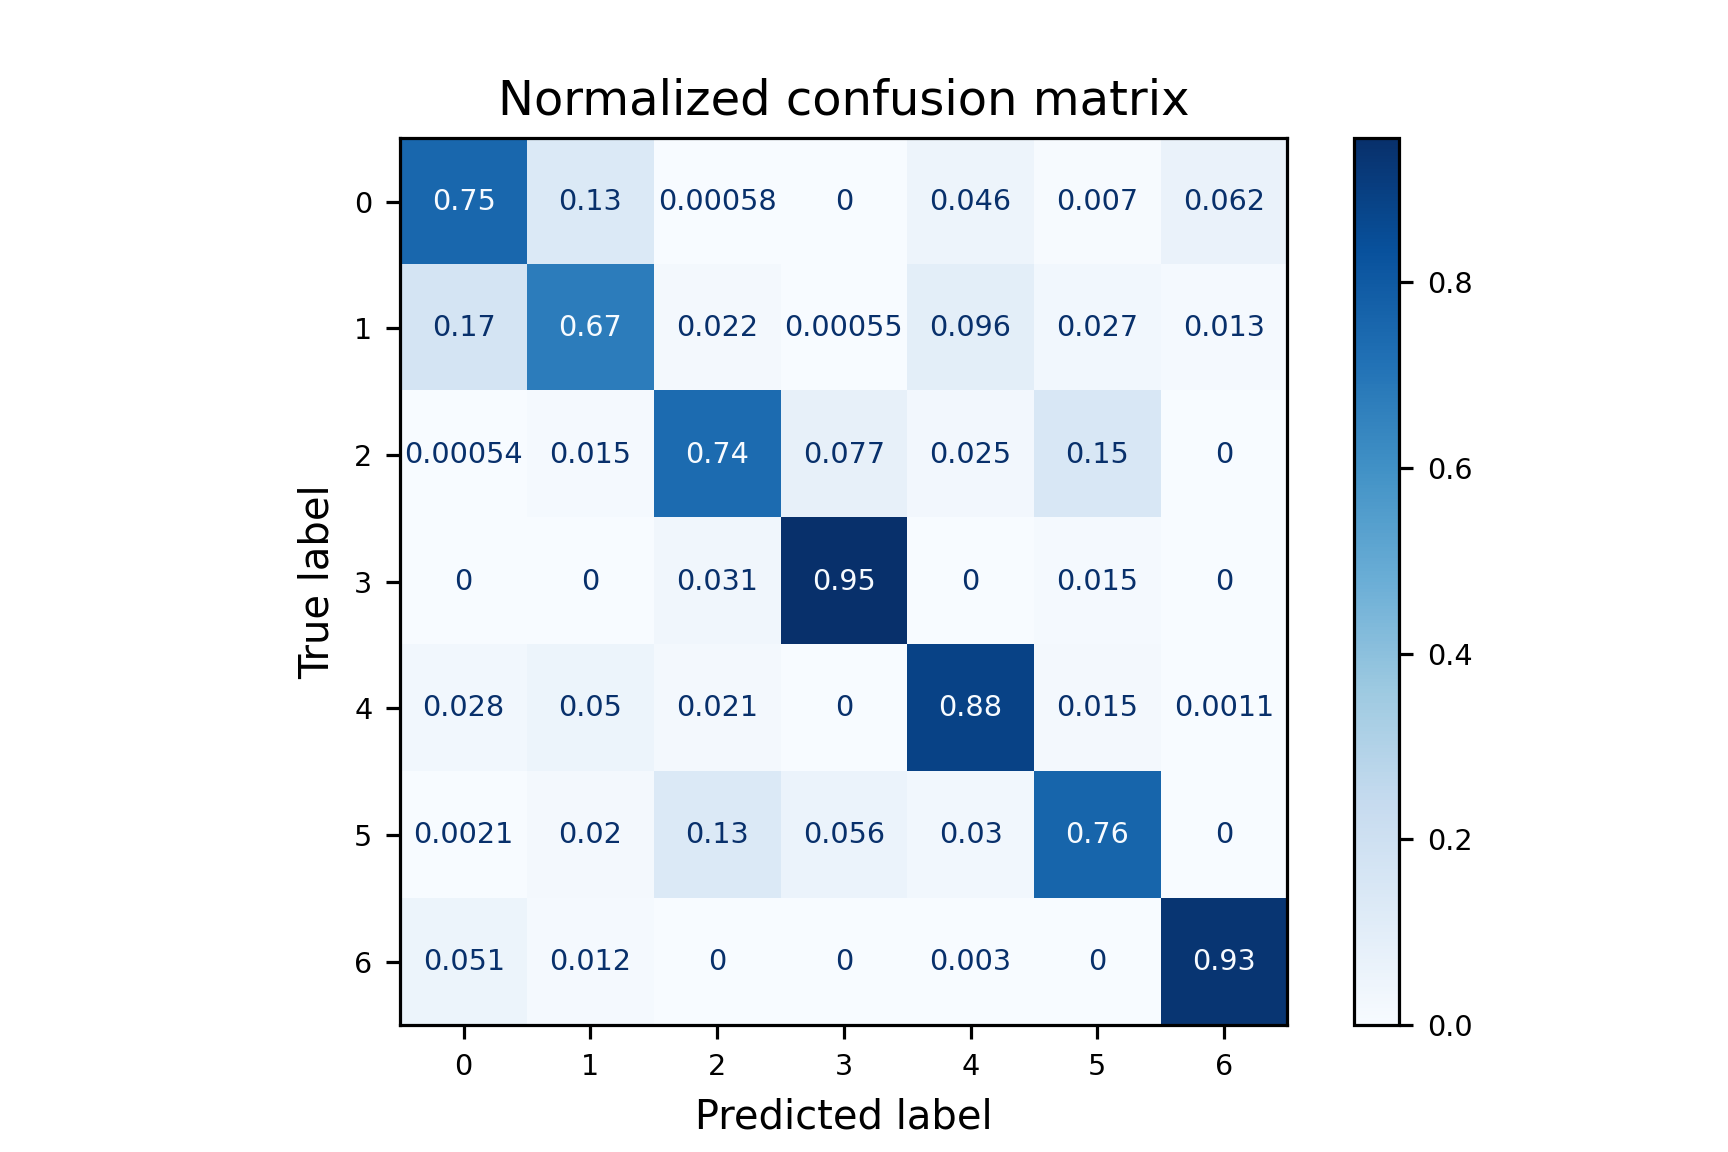 Normalized confusion matrix
0 0.75 0.13 0.00058 0 0.046 0.007 0.062
1 0.17 0.67 0.022 0.00055 0.096 0.027 0.013
2 0.00054 0.015 0.74 0.077 0.025 0.15 0
3 0 0 0.031 0.95 0 0.015 0
4 0.028 0.05 0.021 0 0.88 0.015 0.0011
5 0.0021 0.02 0.13 0.056 0.03 0.76 0
6 0.051 0.012 0 0 0.003 0 0.93
0 1 2 3 4 5 6
Predicted label
True label
0.8
0.6
0.4
0.2
0.0